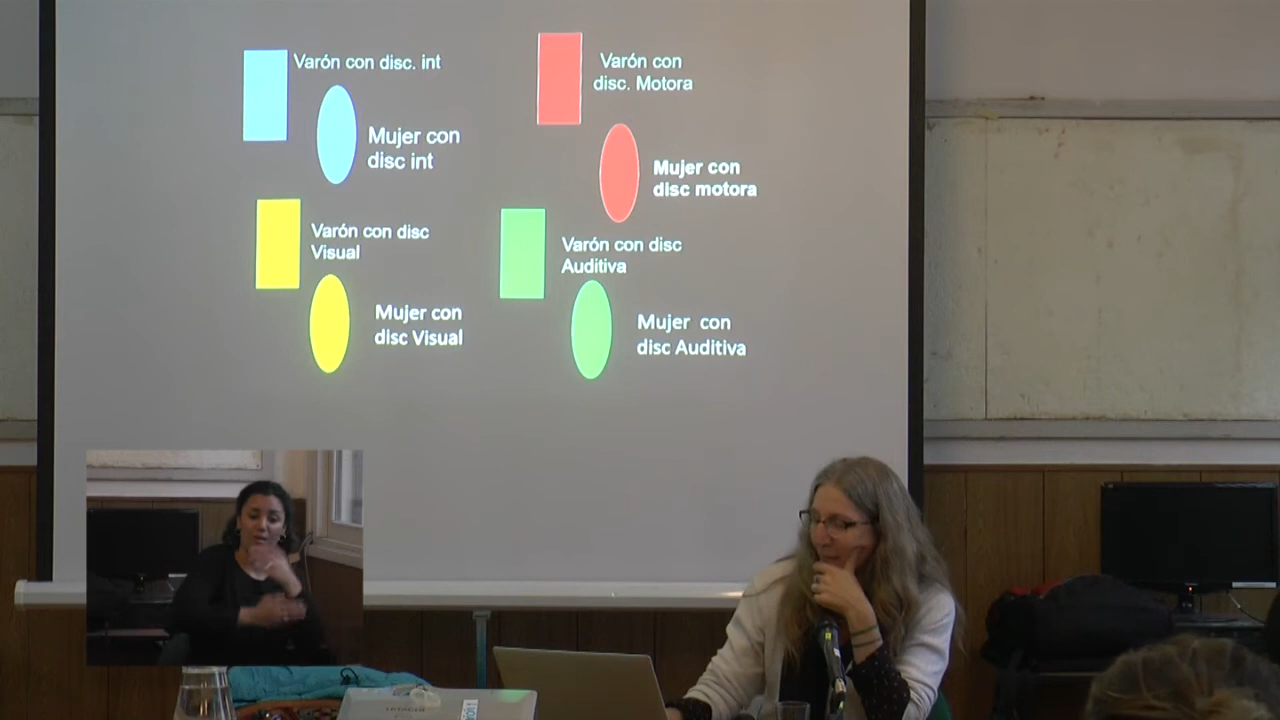 Varón con disc. int
Mujer con
disc int
Varón con
disc. Motora
Mujer con
disc motora
Varón con disc
Visual
Mujer con
disc Visual
Varón con disc
Auditiva
Mujer con
disc Auditiva
HITACHI